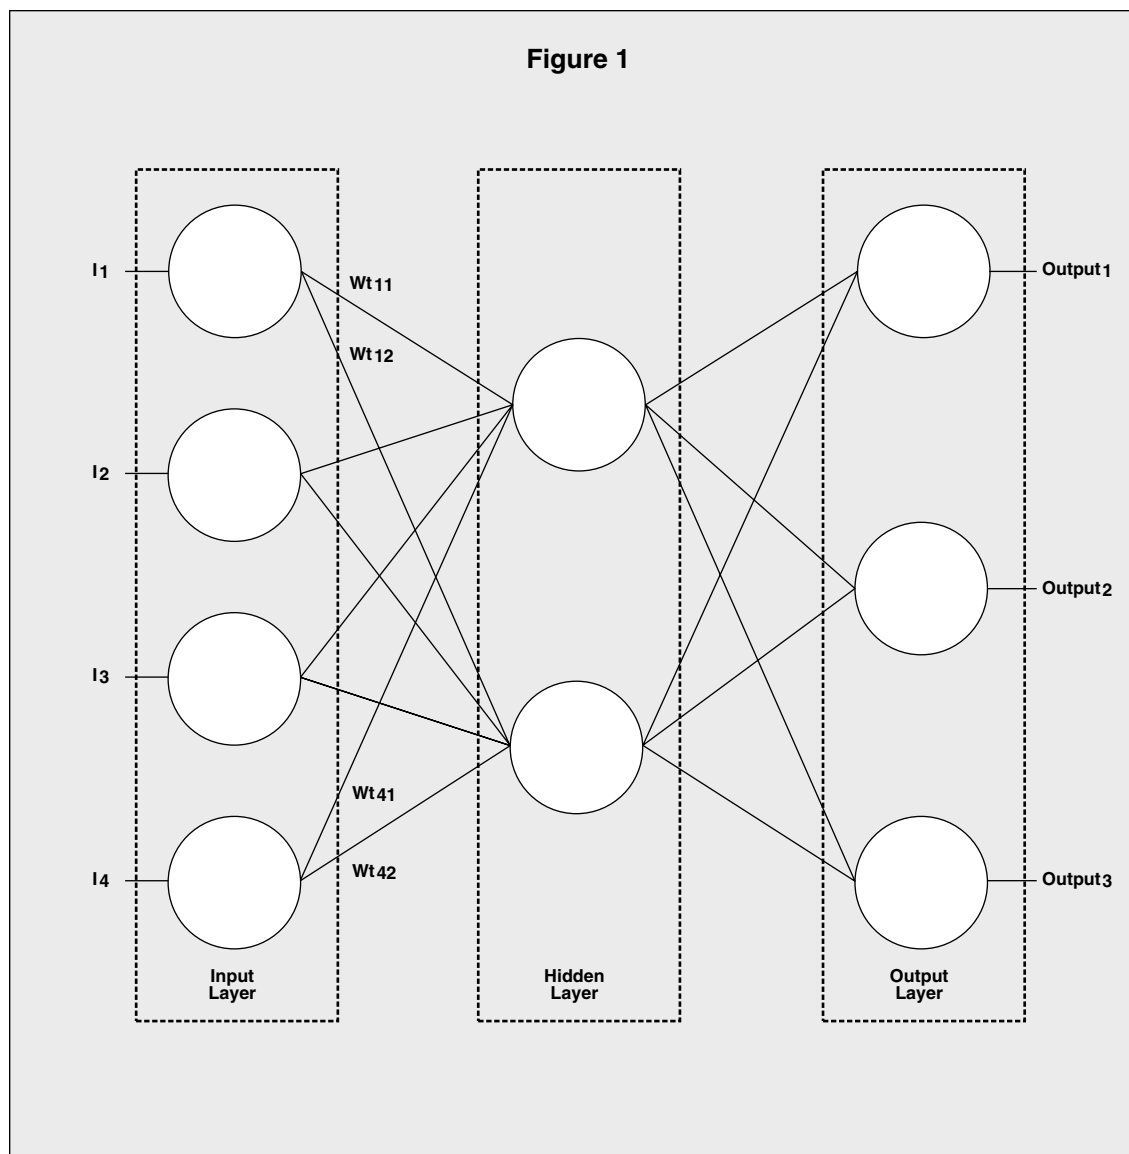 Figure 1
I1
Wt11
Output1
Wt12
I2
Output2
I3
Wt41
Wt42
I4
Output3
Input
Layer
Hidden
Layer
Output
Layer